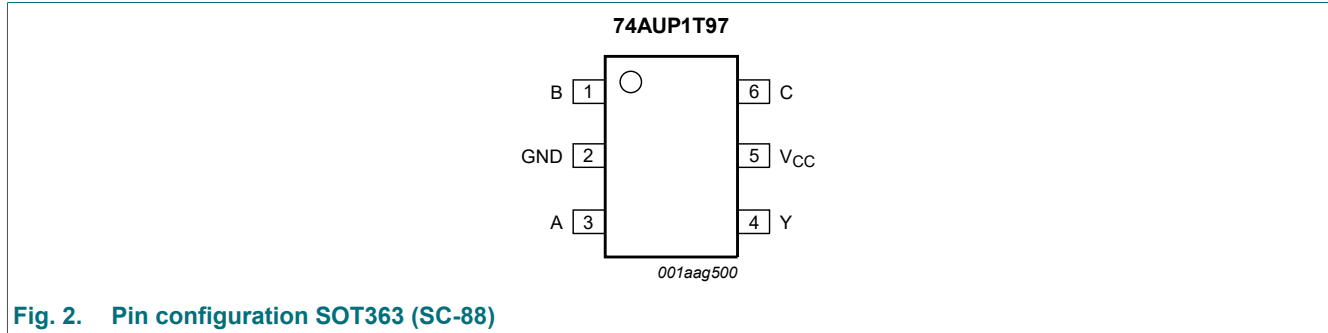 74AUP1T97
B 1 6 C
GND 2 5 VCC
A 3 4 Y
001aag500
Fig. 2. Pin configuration SOT363 (SC-88)